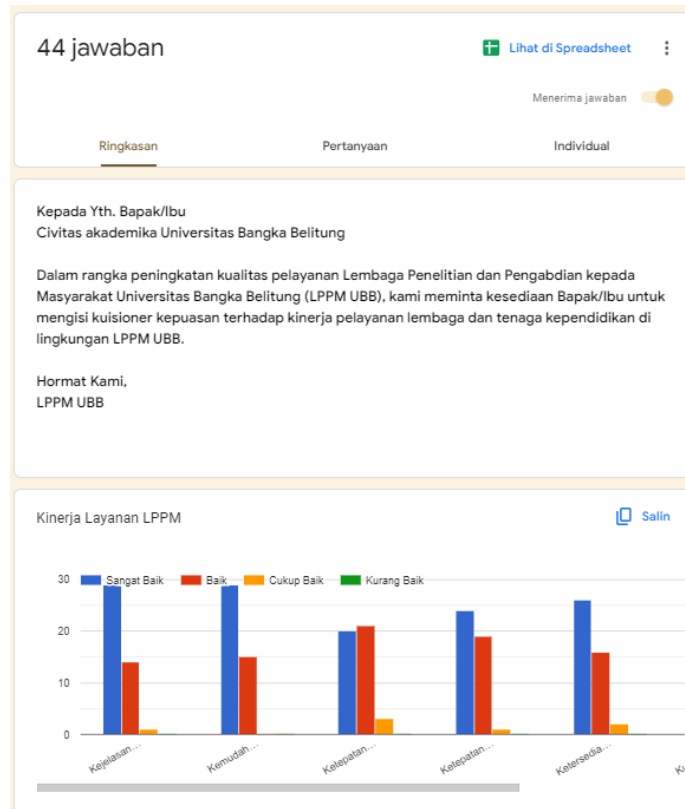 44 jawaban
Lihat di Spreadsheet
Menerima jawaban
Ringkasan
Pertanyaan
Individual
Kepada Yth. Bapak/Ibu
Civitas akademika Universitas Bangka Belitung
Dalam rangka peningkatan kualitas pelayanan Lembaga Penelitian dan Pengabdian kepada
Masyarakat Universitas Bangka Belitung (LPPM UBB), kami meminta kesediaan Bapak/Ibu untuk
mengisi kuisioner kepuasan terhadap kinerja pelayanan lembaga dan tenaga kependidikan di
lingkungan LPPM UBB.
Hormat Kami,
LPPM UBB
Kinerja Layanan LPPM
Salin
Sangat Baik
Baik
Cukup Baik
Kurang Baik
30
20
10
0
Kejelasan...
Kemudah...
Ketepatan...
Ketepatan...
Ketersedia...